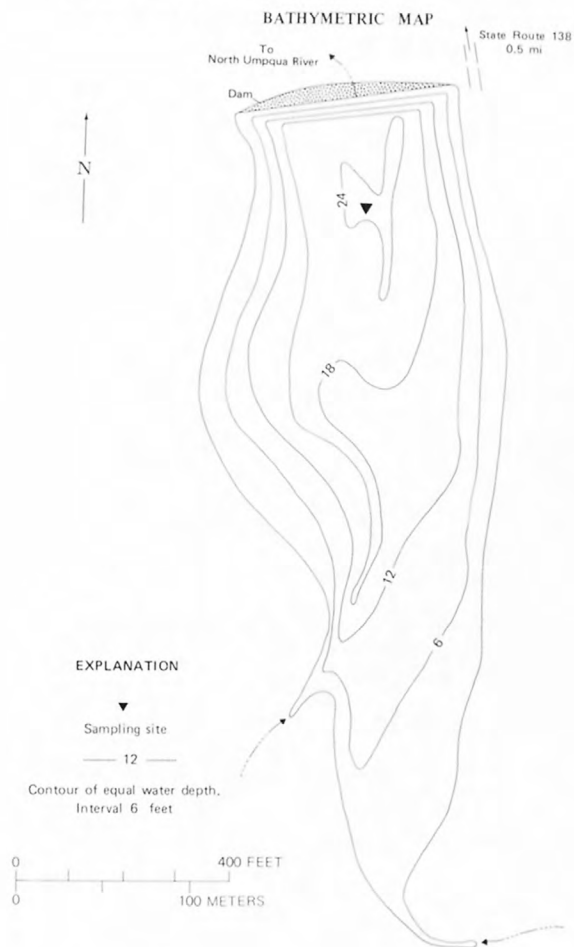 BATHYMETRIC MAP
State Route 138
0.5 mi
To
North Umpqua River
Dam
N
24
18
12
6
EXPLANATION
Sampling site
12
Contour of equal water depth.
Interval 6 feet
0 400 FEET
0 100 METERS